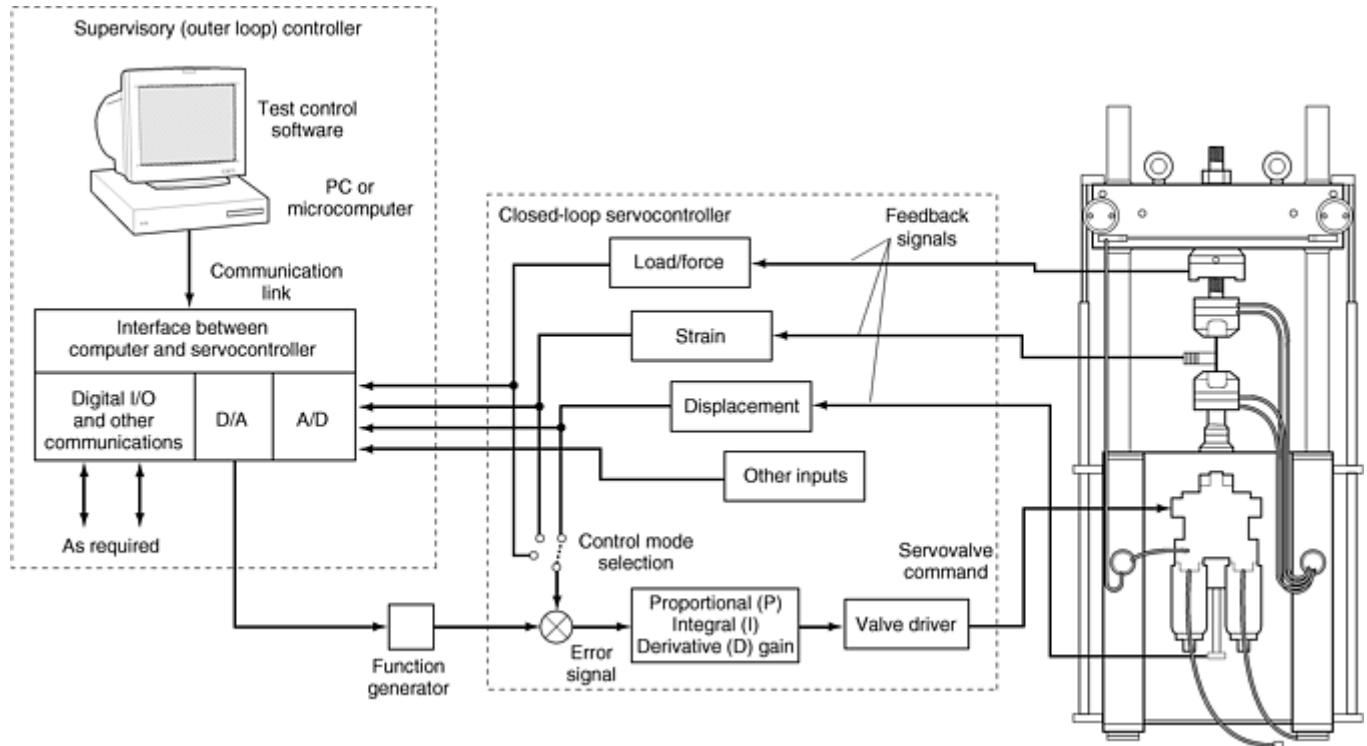 Supervisory (outer loop) controller
Test control
software
PC or
microcomputer
Communication
link
Interface between
computer and servocontroller
Digital I/O
and other
communications
D/A
A/D
As required
Function
generator
Closed-loop servocontroller
Feedback
signals
Load/force
Strain
Displacement
Other inputs
Control mode
selection
Error
signal
Proportional (P)
Integral (I)
Derivative (D) gain
Valve driver
Servovalve
command